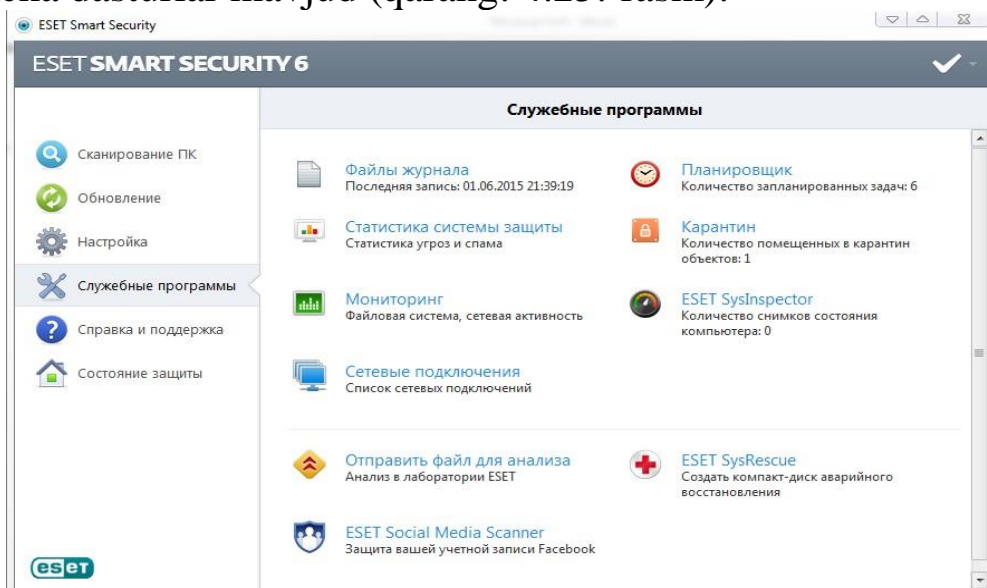 dasturlar mavjud (qarang.
ESET Smart Security
ESET SMART SECURITY 6
Служебные программы
Сканирование ПК
Обновление
Настройка
Служебные программы
Справка и поддержка
Состояние защиты
Файлы журнала
Последняя запись: 01.06.2015 21:39:19
Статистика системы защиты
Статистика угроз и спама
Мониторинг
Файловая система, сетевая активность
Сетевые подключения
Список сетевых подключений
Планировщик
Количество запланированных задач: 6
Карантин
Количество помещенных в карантин
объектов: 1
ESET SysInspector
Количество снимков состояния
компьютера: 0
Отправить файл для анализа
Анализ в лаборатории ESET
ESET Social Media Scanner
Защита вашей учетной записи Facebook
ESET SysRescue
Создать компакт-диск аварийного
восстановления
eset